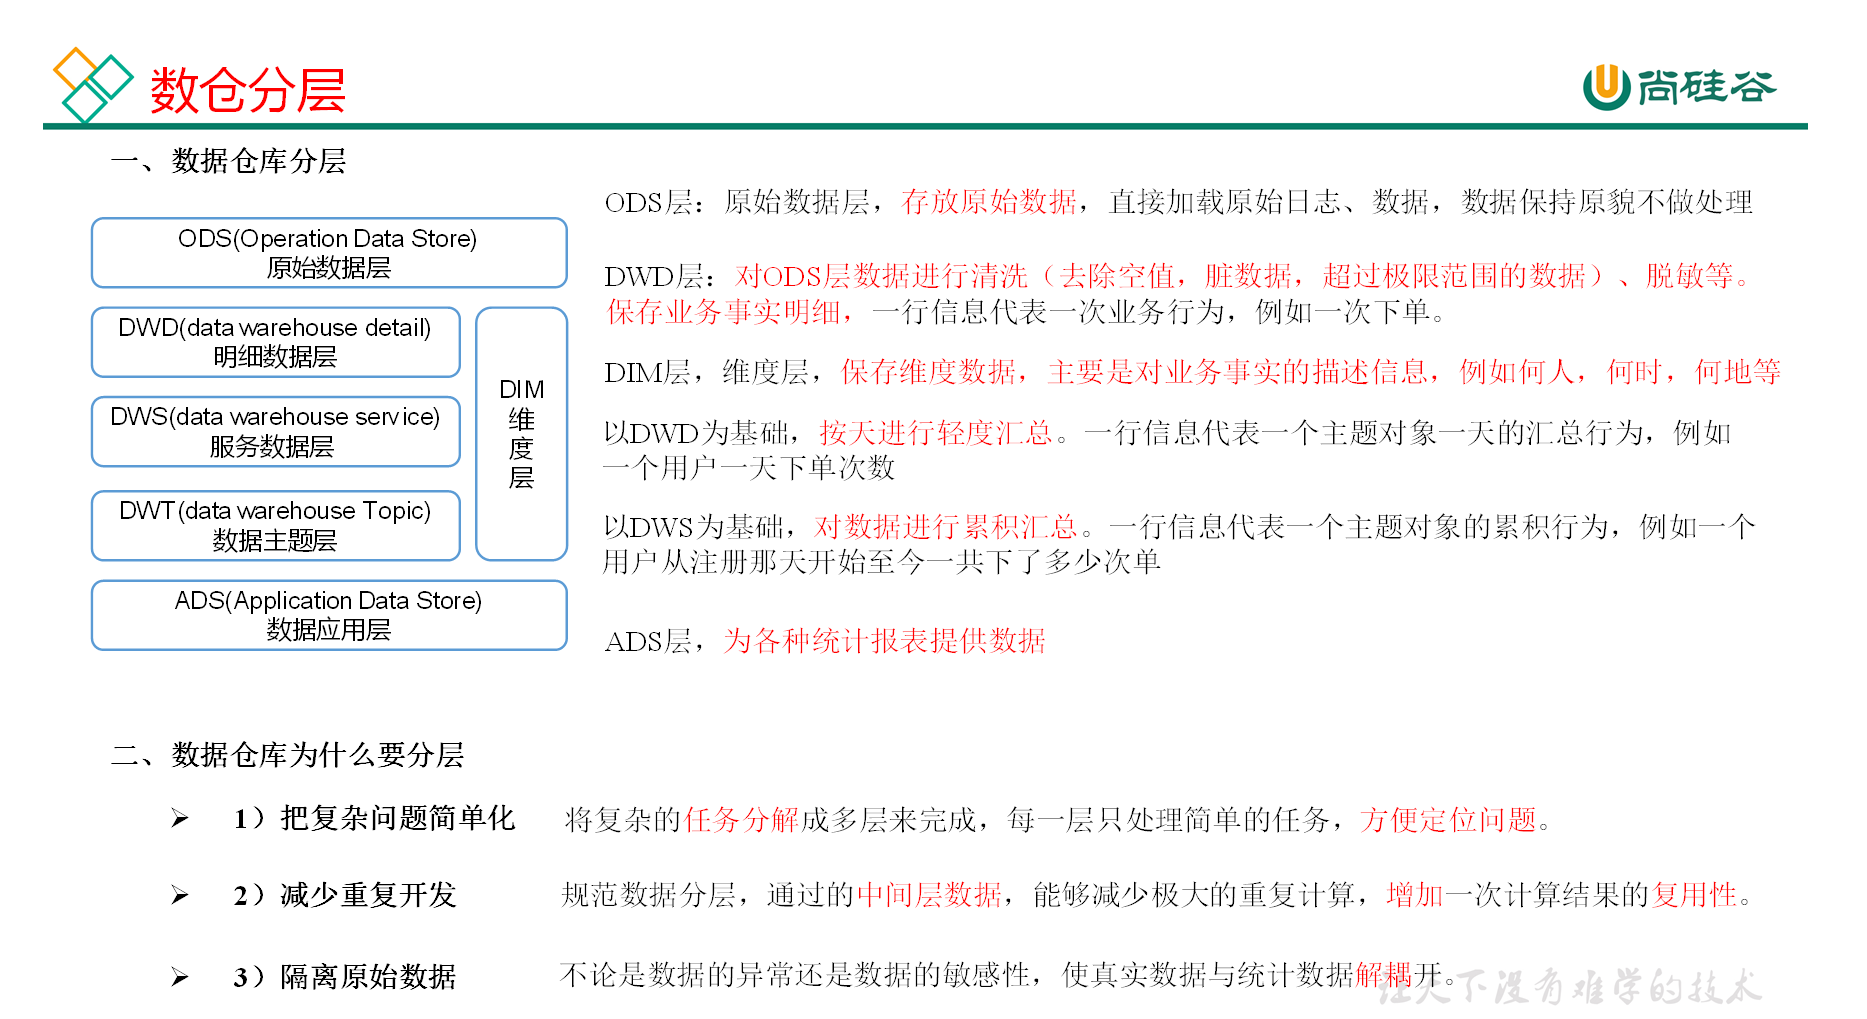 数仓分层
尚硅谷
一、数据仓库分层
ODS(Operation Data Store)
原始数据层
DWD(data warehouse detail)
明细数据层
DWS(data warehouse service)
服务数据层
DWT(data warehouse Topic)
数据主题层
DIM
维
度
层
ADS(Application Data Store)
数据应用层
ODS层：原始数据层，存放原始数据，直接加载原始日志、数据，数据保持原貌不做处理
DWD层：对ODS层数据进行清洗（去除空值，脏数据，超过极限范围的数据）、脱敏等。
保存业务事实明细，一行信息代表一次业务行为，例如一次下单。
DIM层，维度层，保存维度数据，主要是对业务事实的描述信息，例如何人，何时，何地等
以DWD为基础，按天进行轻度汇总。一行信息代表一个主题对象一天的汇总行为，例如
一个用户一天下单次数
以DWS为基础，对数据进行累积汇总。一行信息代表一个主题对象的累积行为，例如一个
用户从注册那天开始至今一共下了多少次单
ADS层，为各种统计报表提供数据
二、数据仓库为什么要分层
➢ 1）把复杂问题简单化 将复杂的任务分解成多层来完成，每一层只处理简单的任务，方便定位问题。
➢ 2）减少重复开发 规范数据分层，通过的中间层数据，能够减少极大的重复计算，增加一次计算结果的复用性。
➢ 3）隔离原始数据 不论是数据的异常还是数据的敏感性，使真实数据与统计数据解耦开。
让天下没有难学的技术